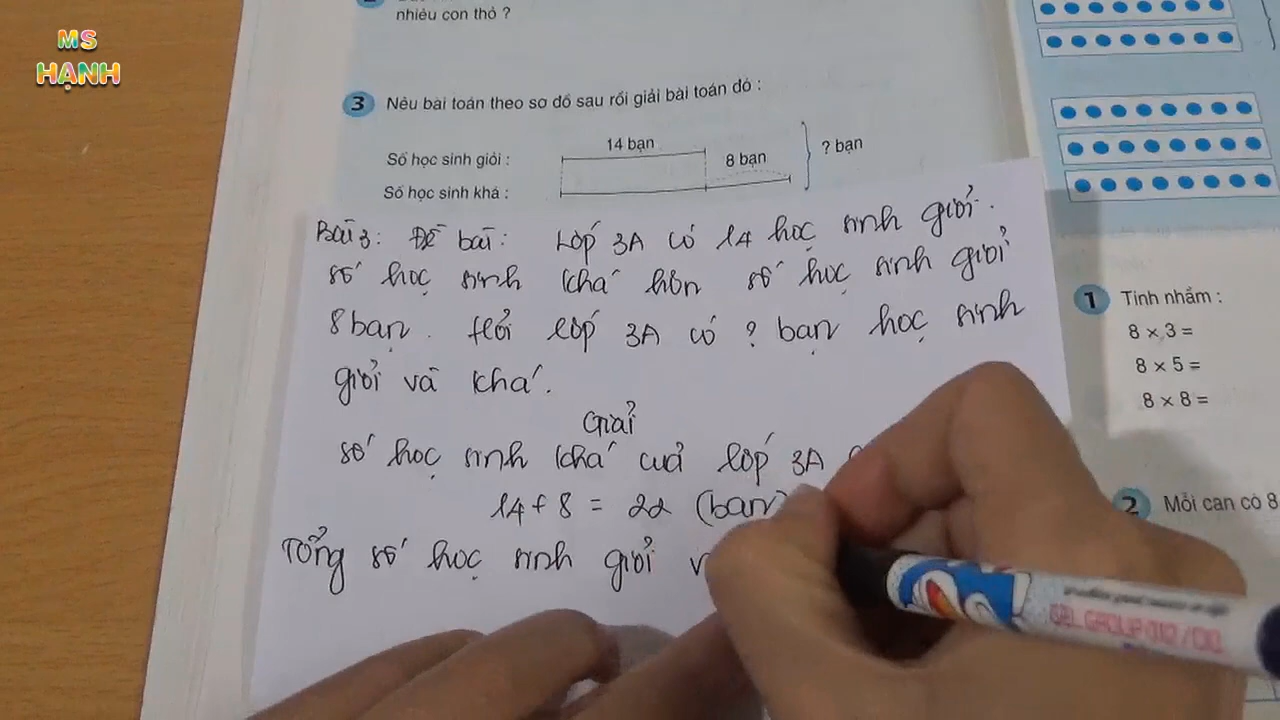 MS
HẠNH
nhiêu con thỏ ?
3 Nêu bài toán theo sơ đồ sau rồi giải bài toán đó :
14 bạn
Số học sinh giỏi :
8 bạn
? bạn
Số học sinh khá :
Bài 3: Đề bài: Lớp 3A có 14 học sinh giỏi.
số học sinh khá hơn số học sinh giỏi
8 bạn. Hỏi lớp 3A có ? bạn học sinh
giỏi và khá.
Giải
số học sinh khá của lớp 3A
14 + 8 = 22 (bạn)
Tổng số học sinh giỏi v
1 Tính nhẩm :
8 × 3 =
8 × 5 =
8 × 8 =
2 Mỗi can có 8